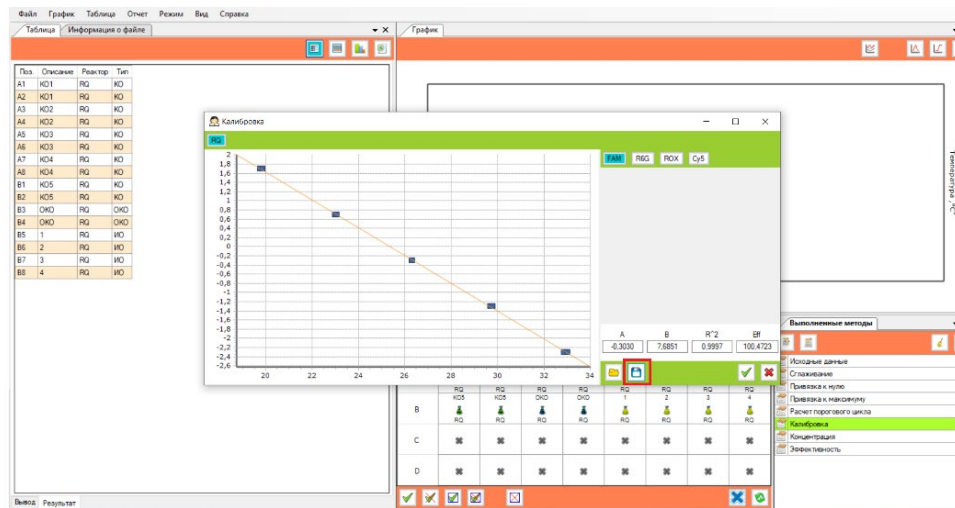 Файл График Таблица Отчет Режим Вид Справка
Таблица Информация о файле
График
Поз. Описание Реактор Тип
A1 КО1 RQ КО
A2 КО1 RQ КО
A3 КО2 RQ КО
A4 КО2 RQ КО
A5 КО3 RQ КО
A6 КО3 RQ КО
A7 КО4 RQ КО
A8 КО4 RQ КО
B1 КО5 RQ КО
B2 КО5 RQ КО
B3 ОКО RQ ОКО
B4 ОКО RQ ОКО
B5 1 RQ ИО
B6 2 RQ ИО
B7 3 RQ ИО
B8 4 RQ ИО
Калибровка
RQ
FAM R6G ROX Cy5
2
1,8
1,6
1,4
1,2
1
0,8
0,6
0,4
0,2
0
-0,2
-0,4
-0,6
-0,8
-1
-1,2
-1,4
-1,6
-1,8
-2
-2,2
-2,4
-2,6
20 22 24 26 28 30 32 34
A B R^2 Eff
-0,3030 7,6851 0,9997 100,4723
Температура ,°C
RQ RQ RQ RQ RQ RQ RQ RQ
КО5 КО5 ОКО ОКО 1 2 3 4
B
RQ RQ RQ RQ RQ RQ RQ RQ
C
D
Выполненные методы
Исходные данные
Сглаживание
Привязка к нулю
Привязка к максимуму
Расчет порогового цикла
Калибровка
Концентрация
Эффективность
Вывод Результат